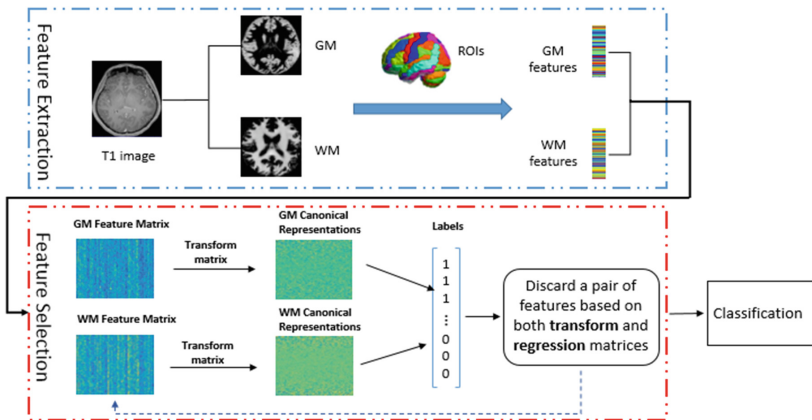 Feature Extraction
T1 image
GM
WM
ROIs
GM
features
WM
features
Feature Selection
GM Feature Matrix
Transform
matrix
GM Canonical
Representations
WM Feature Matrix
Transform
matrix
WM Canonical
Representations
Labels
1
1
1
⋮
0
0
0
Discard a pair of
features based on
both transform and
regression matrices
Classification